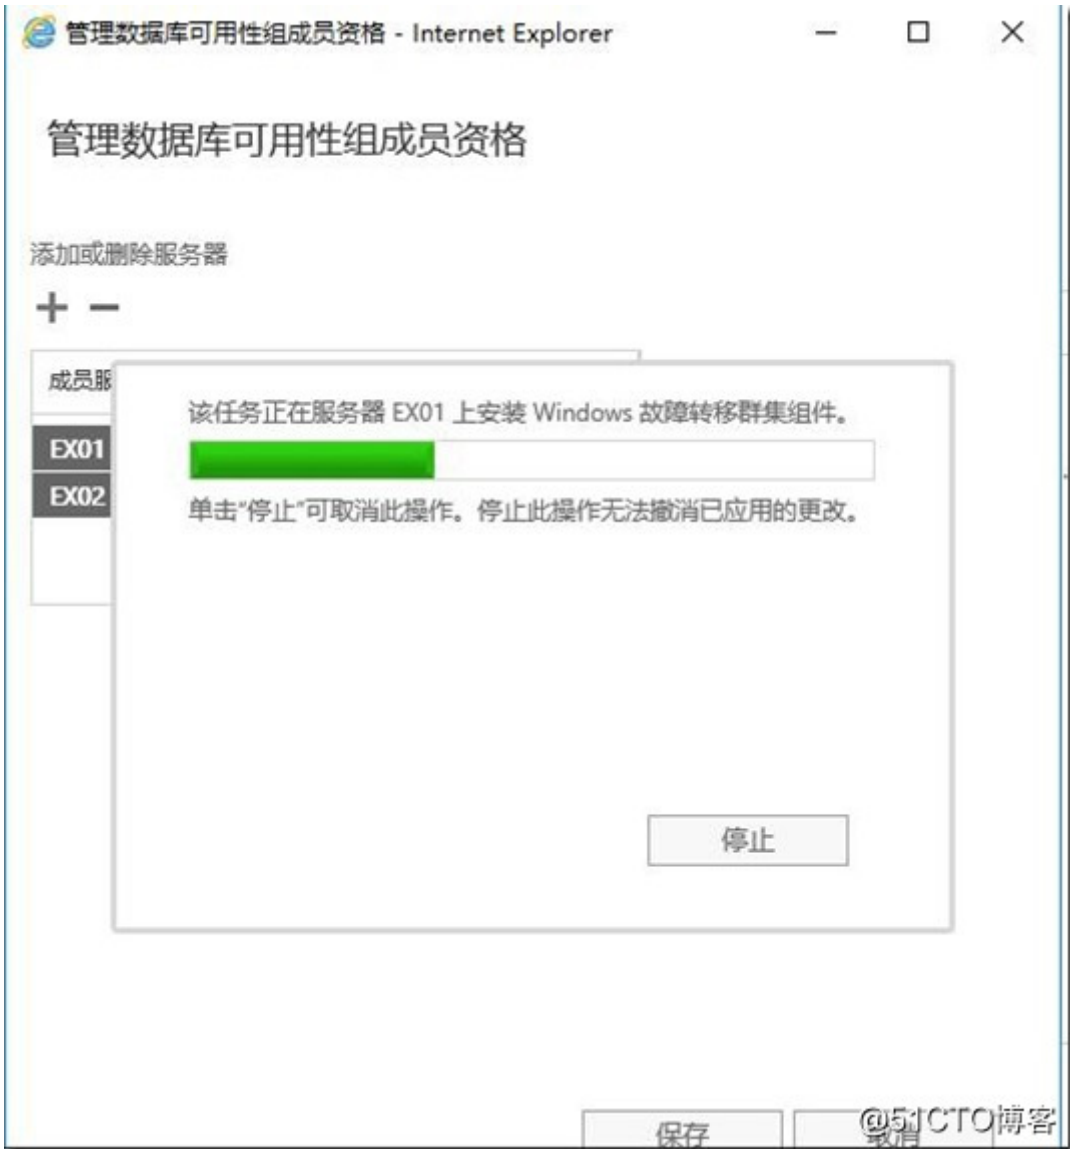 管理数据库可用性组成员资格 - Internet Explorer
管理数据库可用性组成员资格
添加或删除服务器
成员服
该任务正在服务器 EX01 上安装 Windows 故障转移群集组件。
EX01
EX02
单击“停止”可取消此操作。停止此操作无法撤消已应用的更改。
停止
保存
取消
@51CTO博客